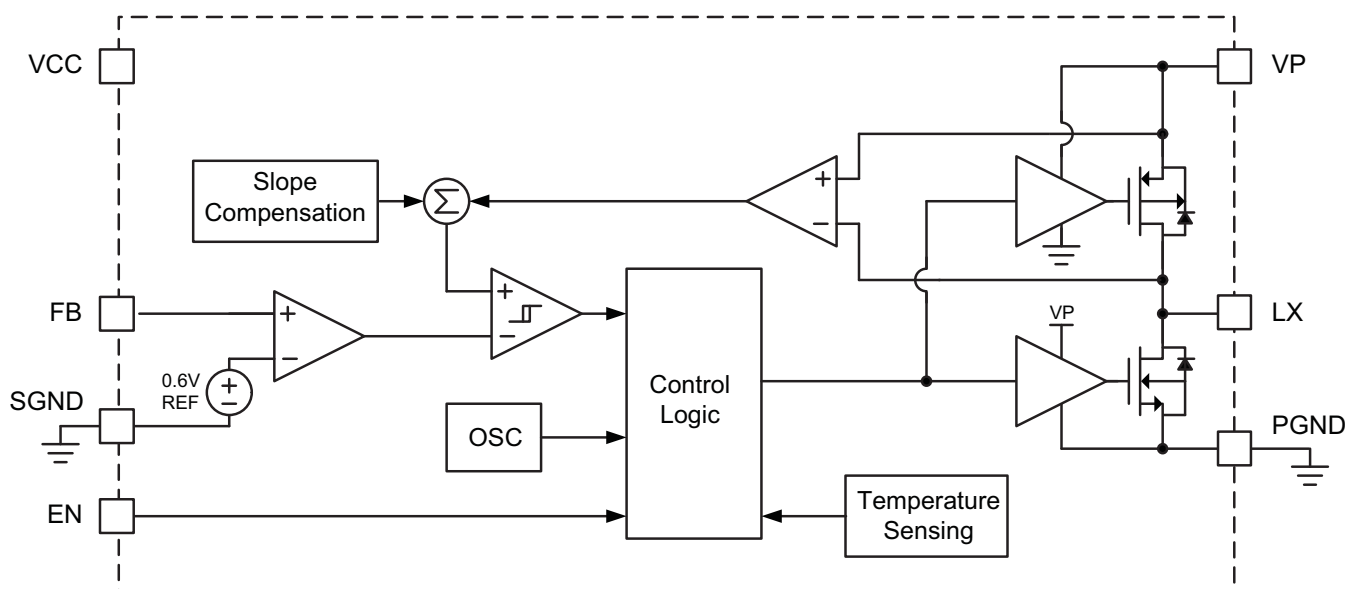 VCC
VP
Slope
Compensation
Σ
+
−
FB
+
−
+
−
VP
LX
0.6V
REF
+
−
SGND
Control
Logic
OSC
PGND
EN
Temperature
Sensing